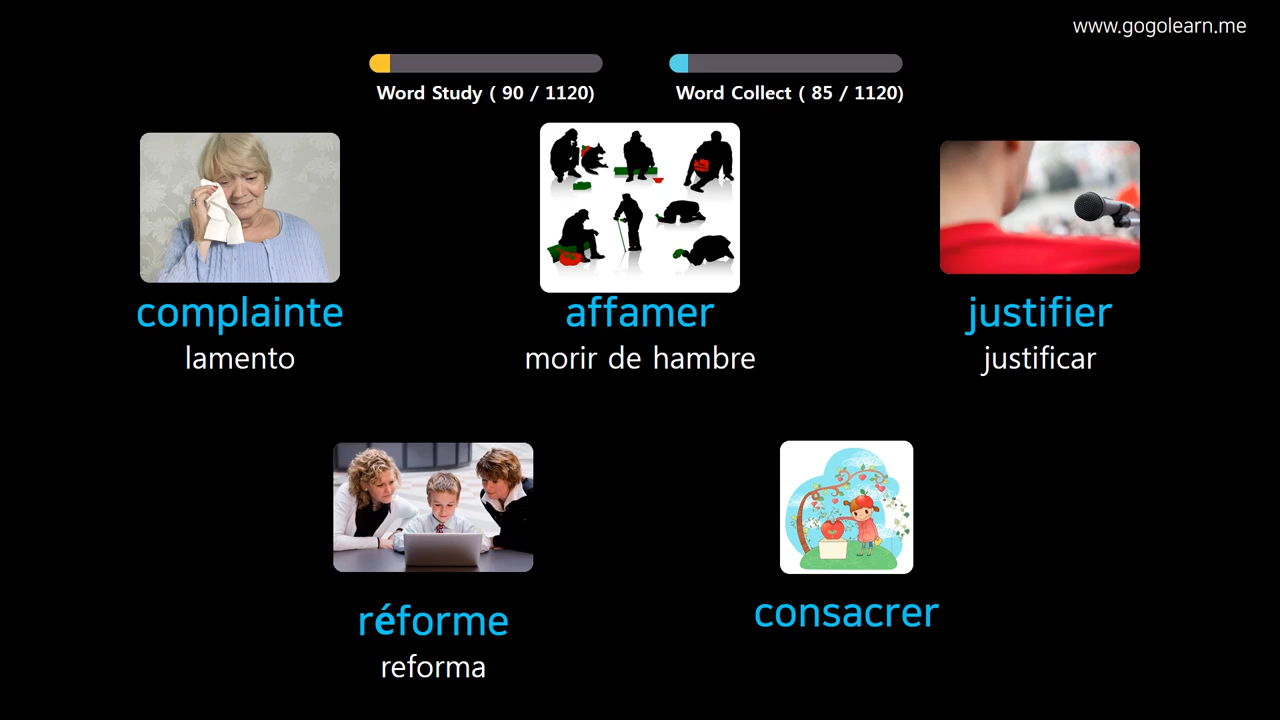 www.gogolearn.me
Word Study ( 90 / 1120)
Word Collect ( 85 / 1120)
complainte
lamento
affamer
morir de hambre
justifier
justificar
réforme
reforma
consacrer